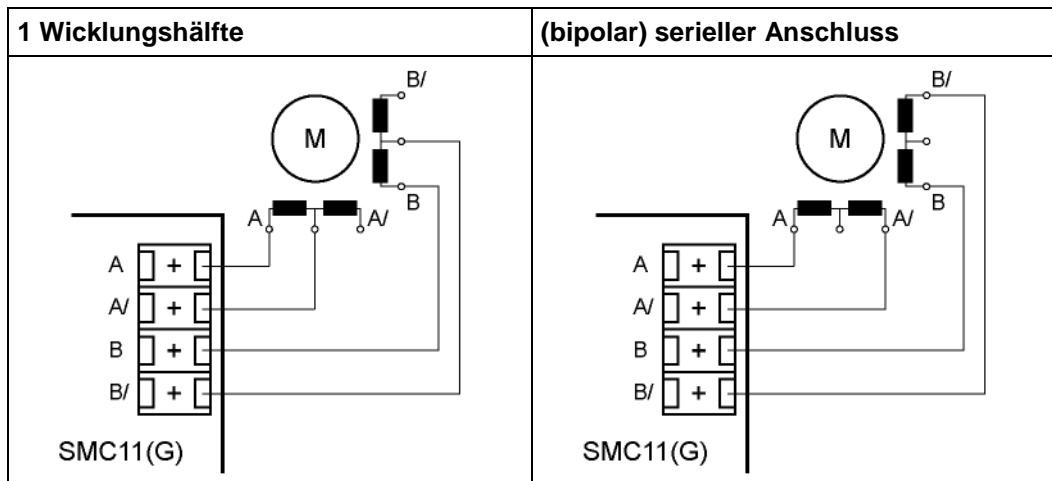 1 Wicklungshälfte
(bipolar) serieller Anschluss
B/
M
B
A
A/
A
+
A/
+
B
+
B/
+
SMC11(G)
B/
M
B
A
A/
A
+
A/
+
B
+
B/
+
SMC11(G)